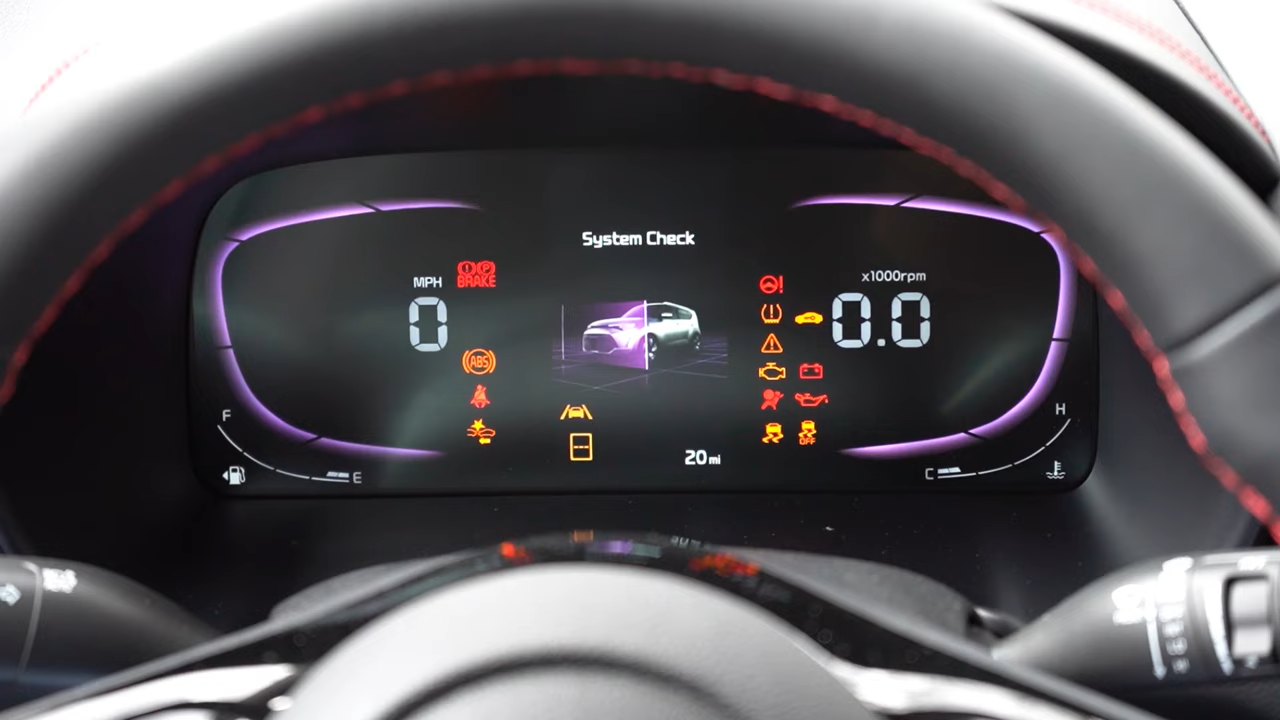 System Check
MPH
BRAKE
x1000rpm
0
0.0
ABS
OFF
F
H
20 mi
E
C